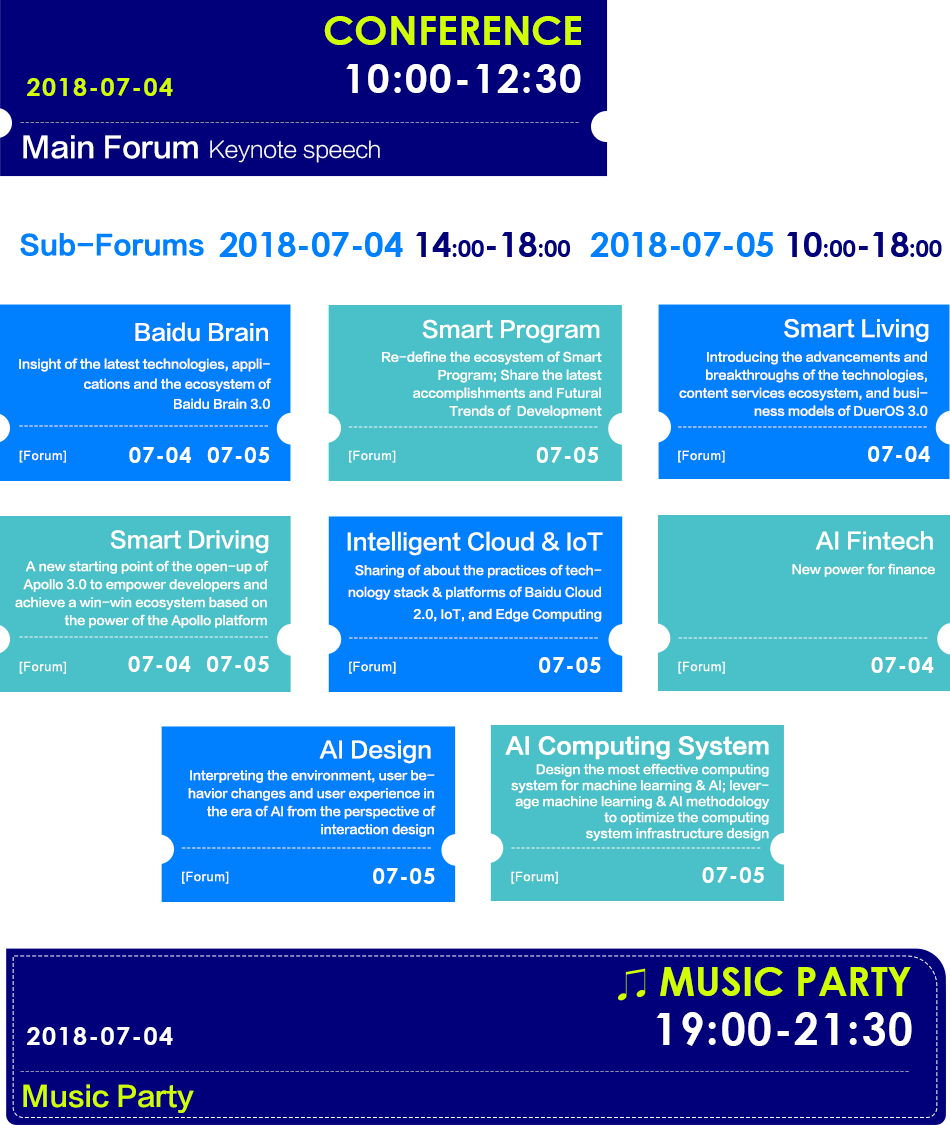 CONFERENCE
2018-07-04
10:00-12:30
Main Forum Keynote speech
Sub-Forums 2018-07-04 14:00-18:00 2018-07-05 10:00-18:00
Baidu Brain
Insight of the latest technologies, appli-
cations and the ecosystem of
Baidu Brain 3.0
[Forum] 07-04 07-05
Smart Program
Re-define the ecosystem of Smart
Program; Share the latest
accomplishments and Futural
Trends of Development
[Forum] 07-05
Smart Living
Introducing the advancements and
breakthroughs of the technologies,
content services ecosystem, and busi-
ness models of DuerOS 3.0
[Forum] 07-04
Smart Driving
A new starting point of the open-up of
Apollo 3.0 to empower developers and
achieve a win-win ecosystem based on
the power of the Apollo platform
[Forum] 07-04 07-05
Intelligent Cloud & IoT
Sharing of about the practices of tech-
nology stack & platforms of Baidu Cloud
2.0, IoT, and Edge Computing
[Forum] 07-05
AI Fintech
New power for finance
[Forum] 07-04
AI Design
Interpreting the environment, user be-
havior changes and user experience in
the era of AI from the perspective of
interaction design
[Forum] 07-05
AI Computing System
Design the most effective computing
system for machine learning & AI; lever-
age machine learning & AI methodology
to optimize the computing
system infrastructure design
[Forum] 07-05
♫ MUSIC PARTY
2018-07-04
19:00-21:30
Music Party